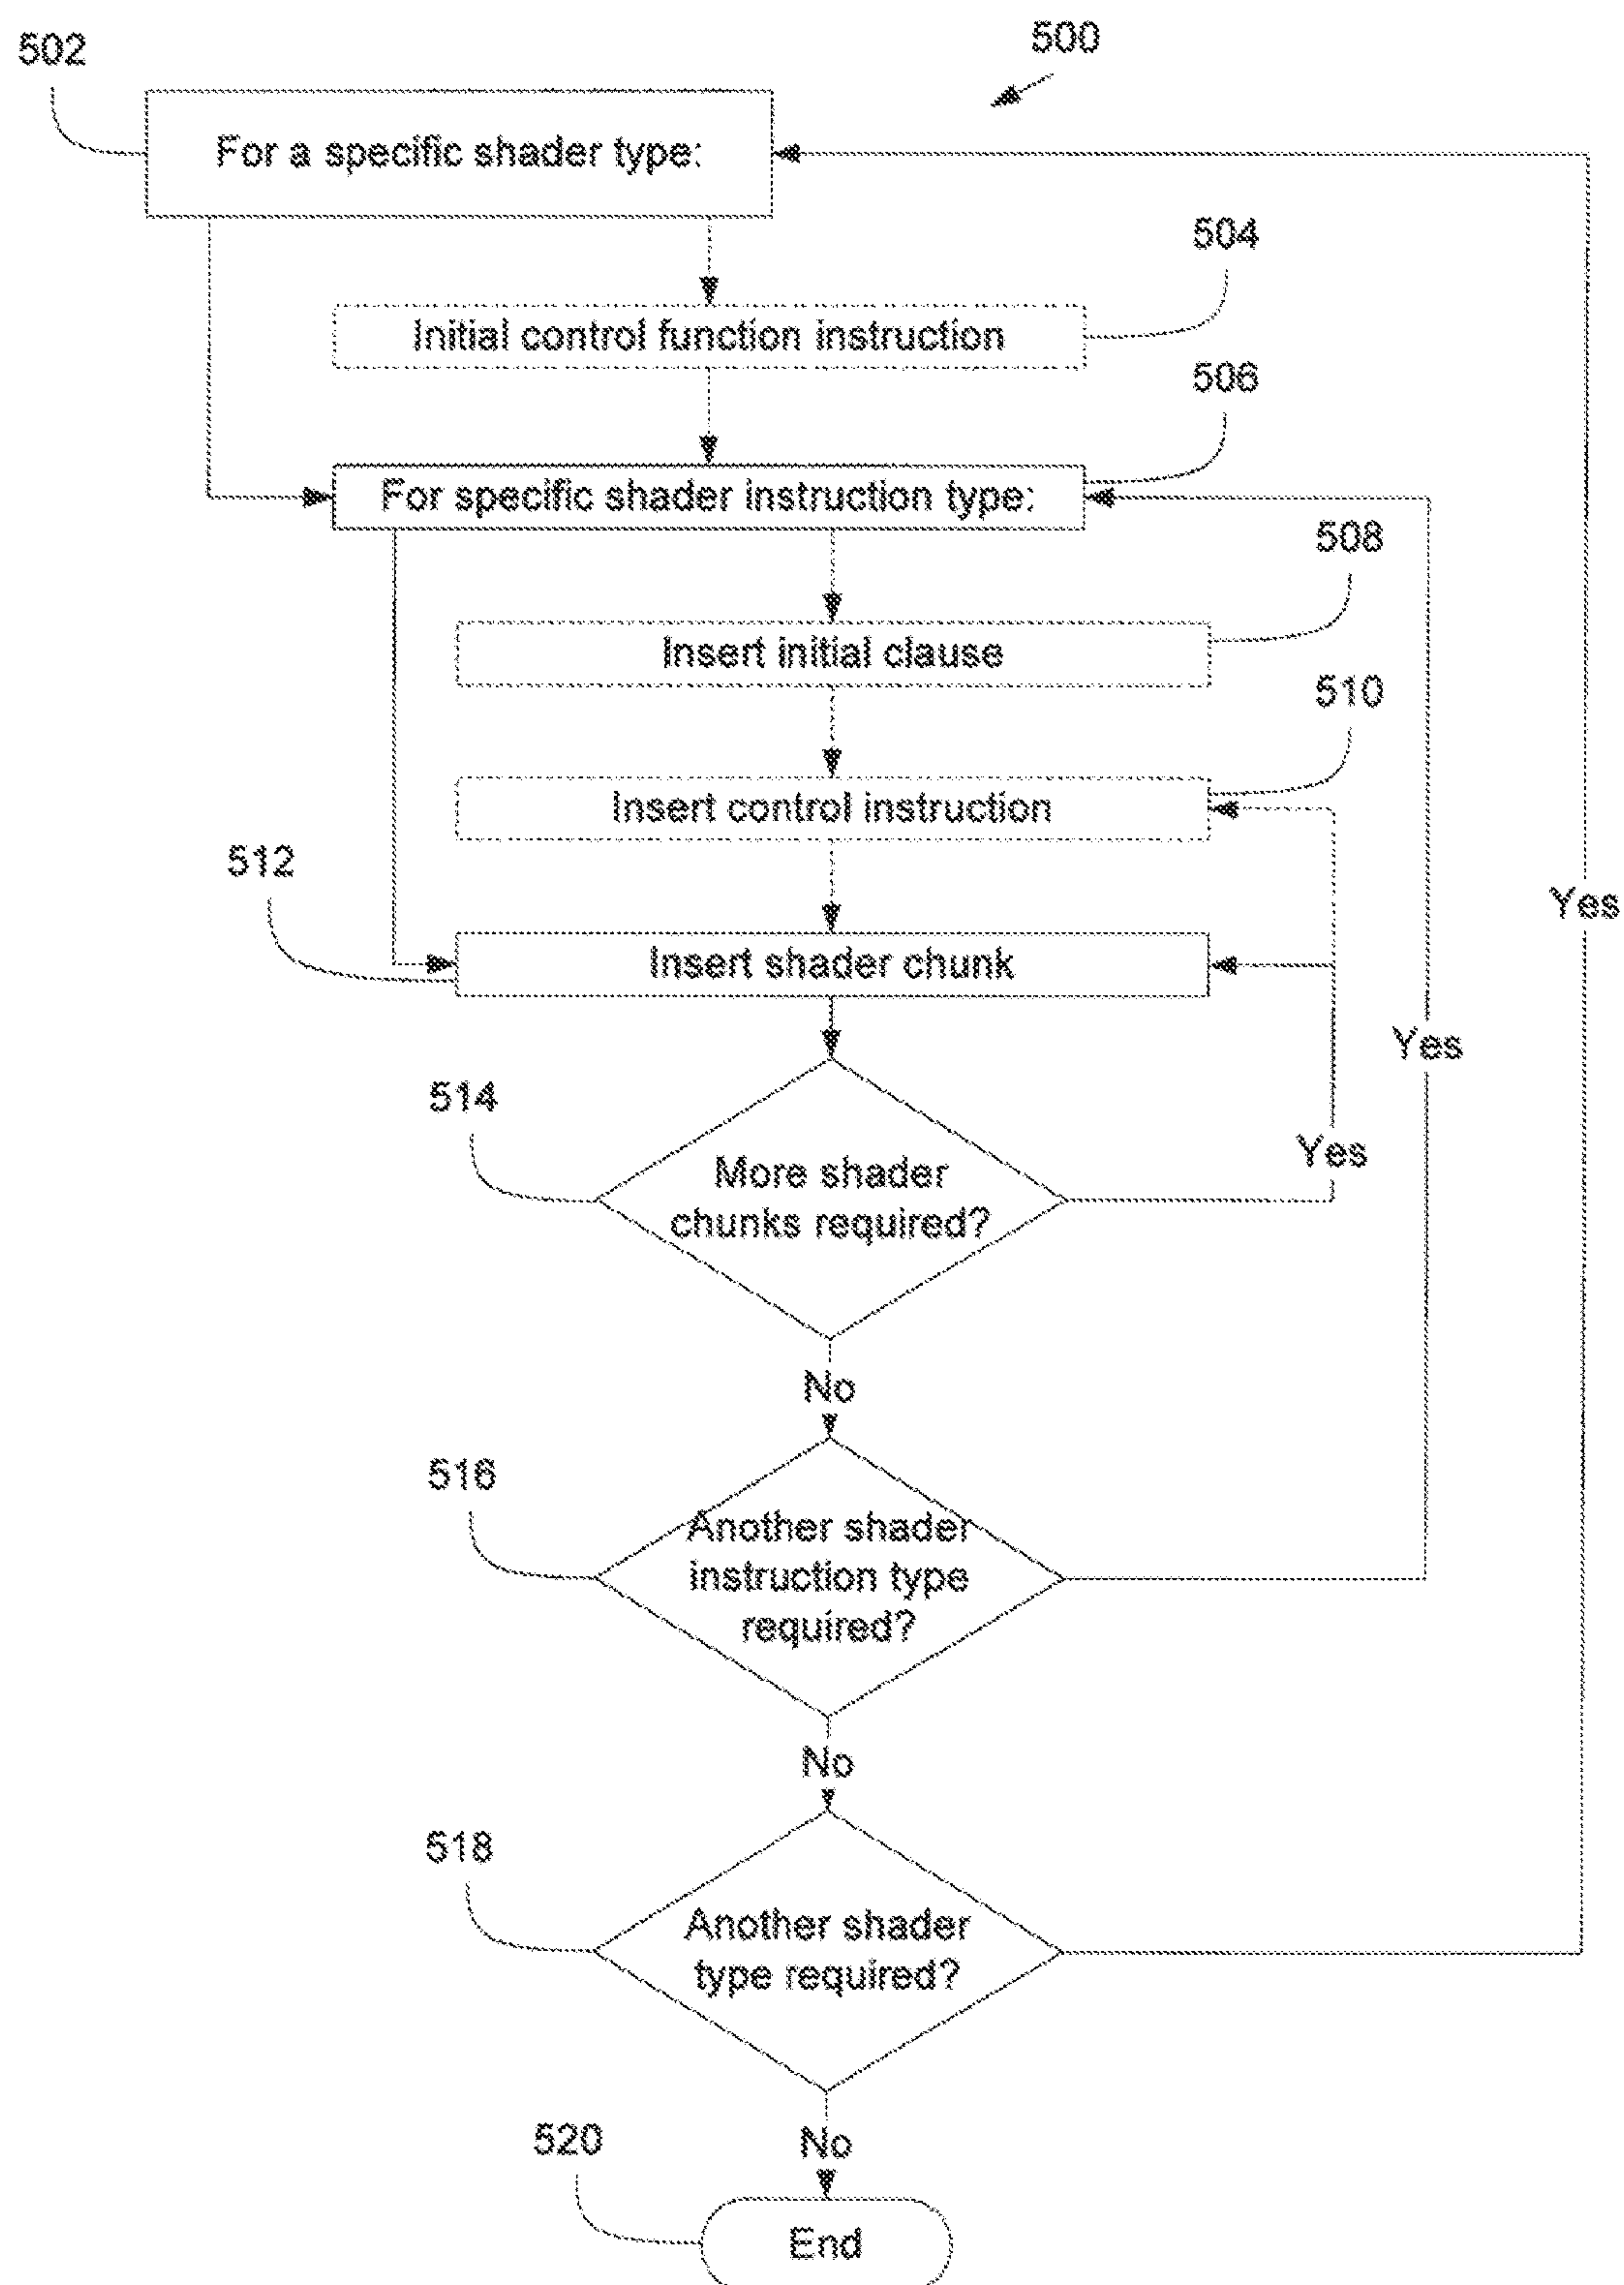 500
502
For a specific shader type:
504
Initial control function instruction
506
For specific shader instruction type:
508
Insert initial clause
510
Insert control instruction
512
Insert shader chunk
Yes
Yes
514
More shader
chunks required?
Yes
No
516
Another shader
instruction type
required?
No
518
Another shader
type required?
No
520
End